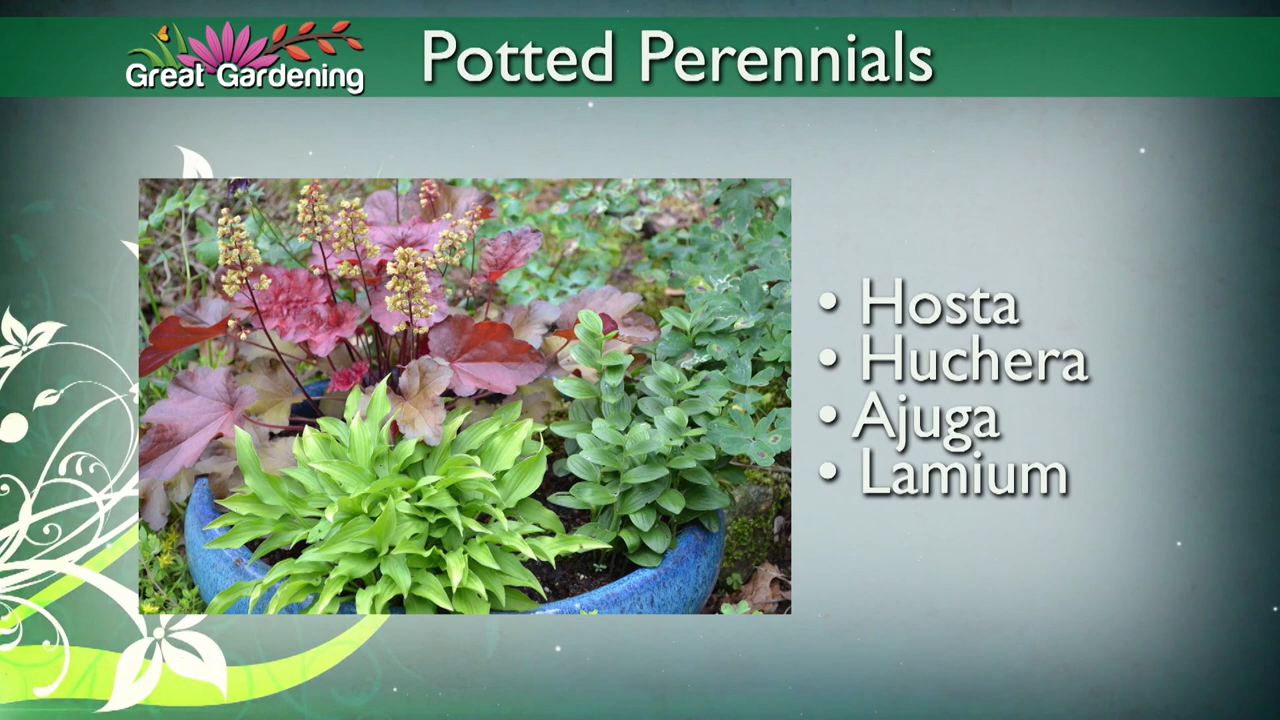 Great Gardening
Potted Perennials
• Hosta
• Huchera
• Ajuga
• Lamium